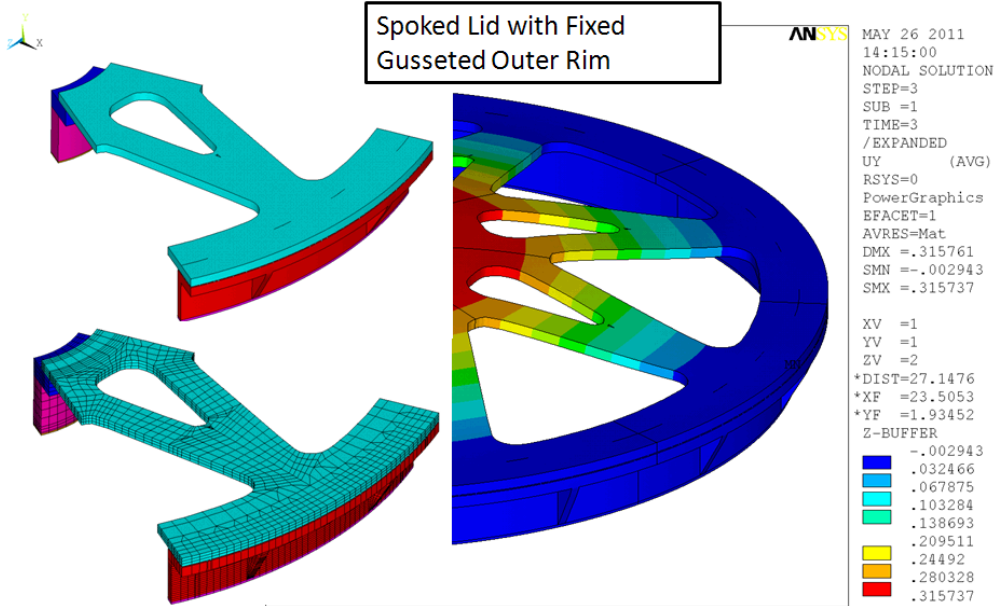 Spoked Lid with Fixed
Gusseted Outer Rim
Y
Z
X
ANSYS
MAY 26 2011
14:15:00
NODAL SOLUTION
STEP=3
SUB =1
TIME=3
/EXPANDED
UY (AVG)
RSYS=0
PowerGraphics
EFACET=1
AVRES=Mat
DMX =.315761
SMN =-.002943
SMX =.315737
XV =1
YV =1
ZV =2
*DIST=27.1476
*XF =23.5053
*YF =1.93452
Z-BUFFER
-.002943
.032466
.067875
.103284
.138693
.209511
.24492
.280328
.315737